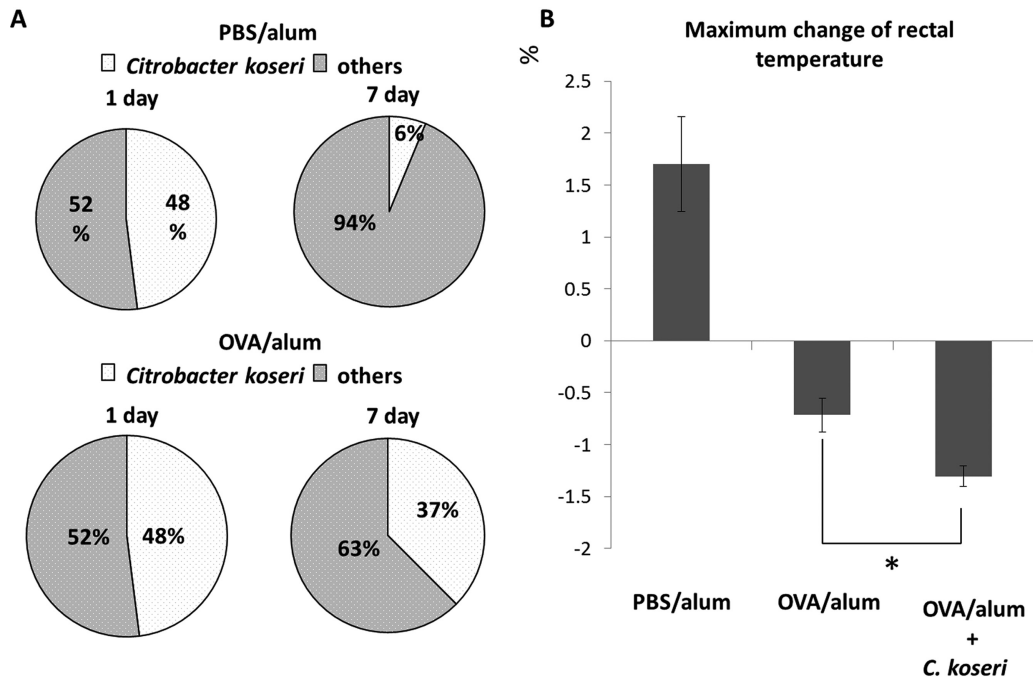 A
PBS/alum
Citrobacter koseri others
1 day
7 day
52
%
48
%
6%
94%
OVA/alum
Citrobacter koseri others
1 day
7 day
52%
48%
37%
63%
B
Maximum change of rectal
temperature
%
2.5
2
1.5
1
0.5
0
-0.5
-1
-1.5
-2
*
PBS/alum
OVA/alum
OVA/alum
+
C. koseri